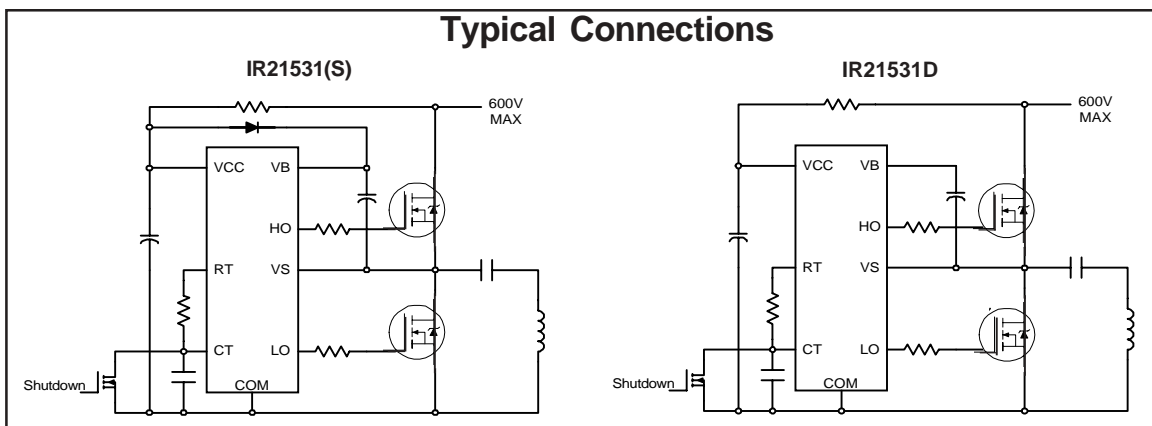 Typical Connections
IR21531(S)
600V
MAX
VCC
VB
HO
RT
VS
CT
LO
COM
Shutdown
IR21531D
600V
MAX
VCC
VB
HO
RT
VS
CT
LO
COM
Shutdown